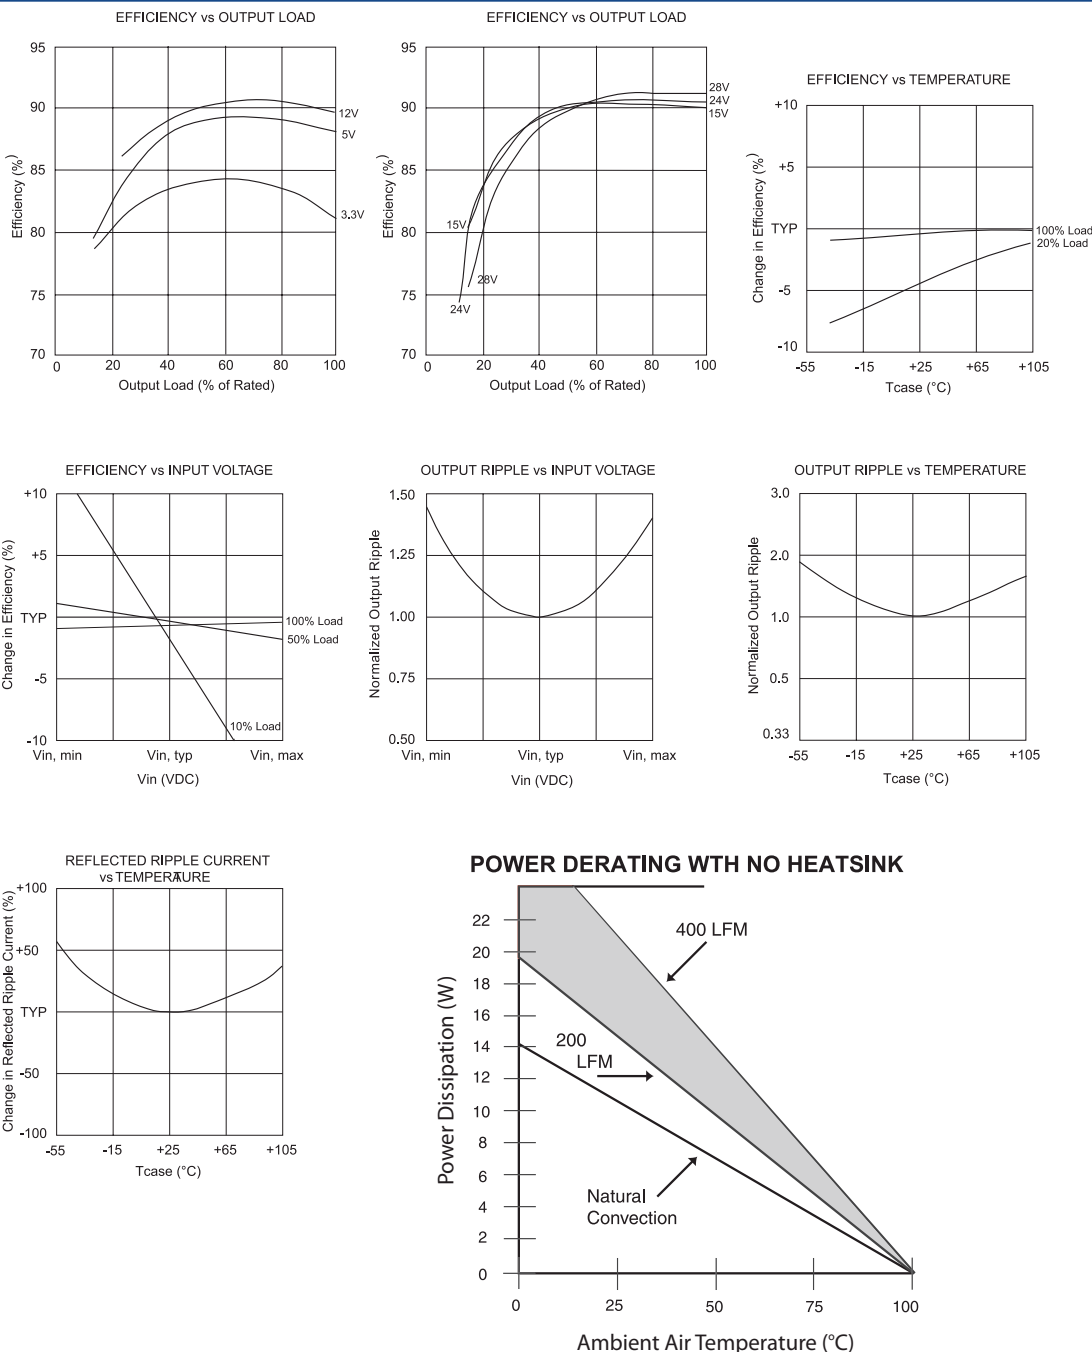 EFFICIENCY vs OUTPUT LOAD
95
90
85
80
75
70
Efficiency (%)
12V
5V
3.3V
0 20 40 60 80 100
Output Load (% of Rated)
EFFICIENCY vs OUTPUT LOAD
95
90
85
80
75
70
Efficiency (%)
28V
24V
15V
15V
28V
24V
0 20 40 60 80 100
Output Load (% of Rated)
EFFICIENCY vs TEMPERATURE
+10
+5
TYP
-5
-10
Change in Efficiency (%)
100% Load
20% Load
-55 -15 +25 +65 +105
Tcase (°C)
EFFICIENCY vs INPUT VOLTAGE
+10
+5
TYP
-5
-10
Change in Efficiency (%)
100% Load
50% Load
10% Load
Vin, min Vin, typ Vin, max
Vin (VDC)
OUTPUT RIPPLE vs INPUT VOLTAGE
1.50
1.25
1.00
0.75
0.50
Normalized Output Ripple
Vin, min Vin, typ Vin, max
Vin (VDC)
OUTPUT RIPPLE vs TEMPERATURE
3.0
2.0
1.0
0.5
0.33
Normalized Output Ripple
-55 -15 +25 +65 +105
Tcase (°C)
REFLECTED RIPPLE CURRENT
vs TEMPERATURE
+100
+50
TYP
-50
-100
Change in Reflected Ripple Current (%)
-55 -15 +25 +65 +105
Tcase (°C)
POWER DERATING WTH NO HEATSINK
22
20
18
16
14
12
10
8
6
4
2
0
Power Dissipation (W)
400 LFM
200
LFM
Natural
Convection
0 25 50 75 100
Ambient Air Temperature (°C)